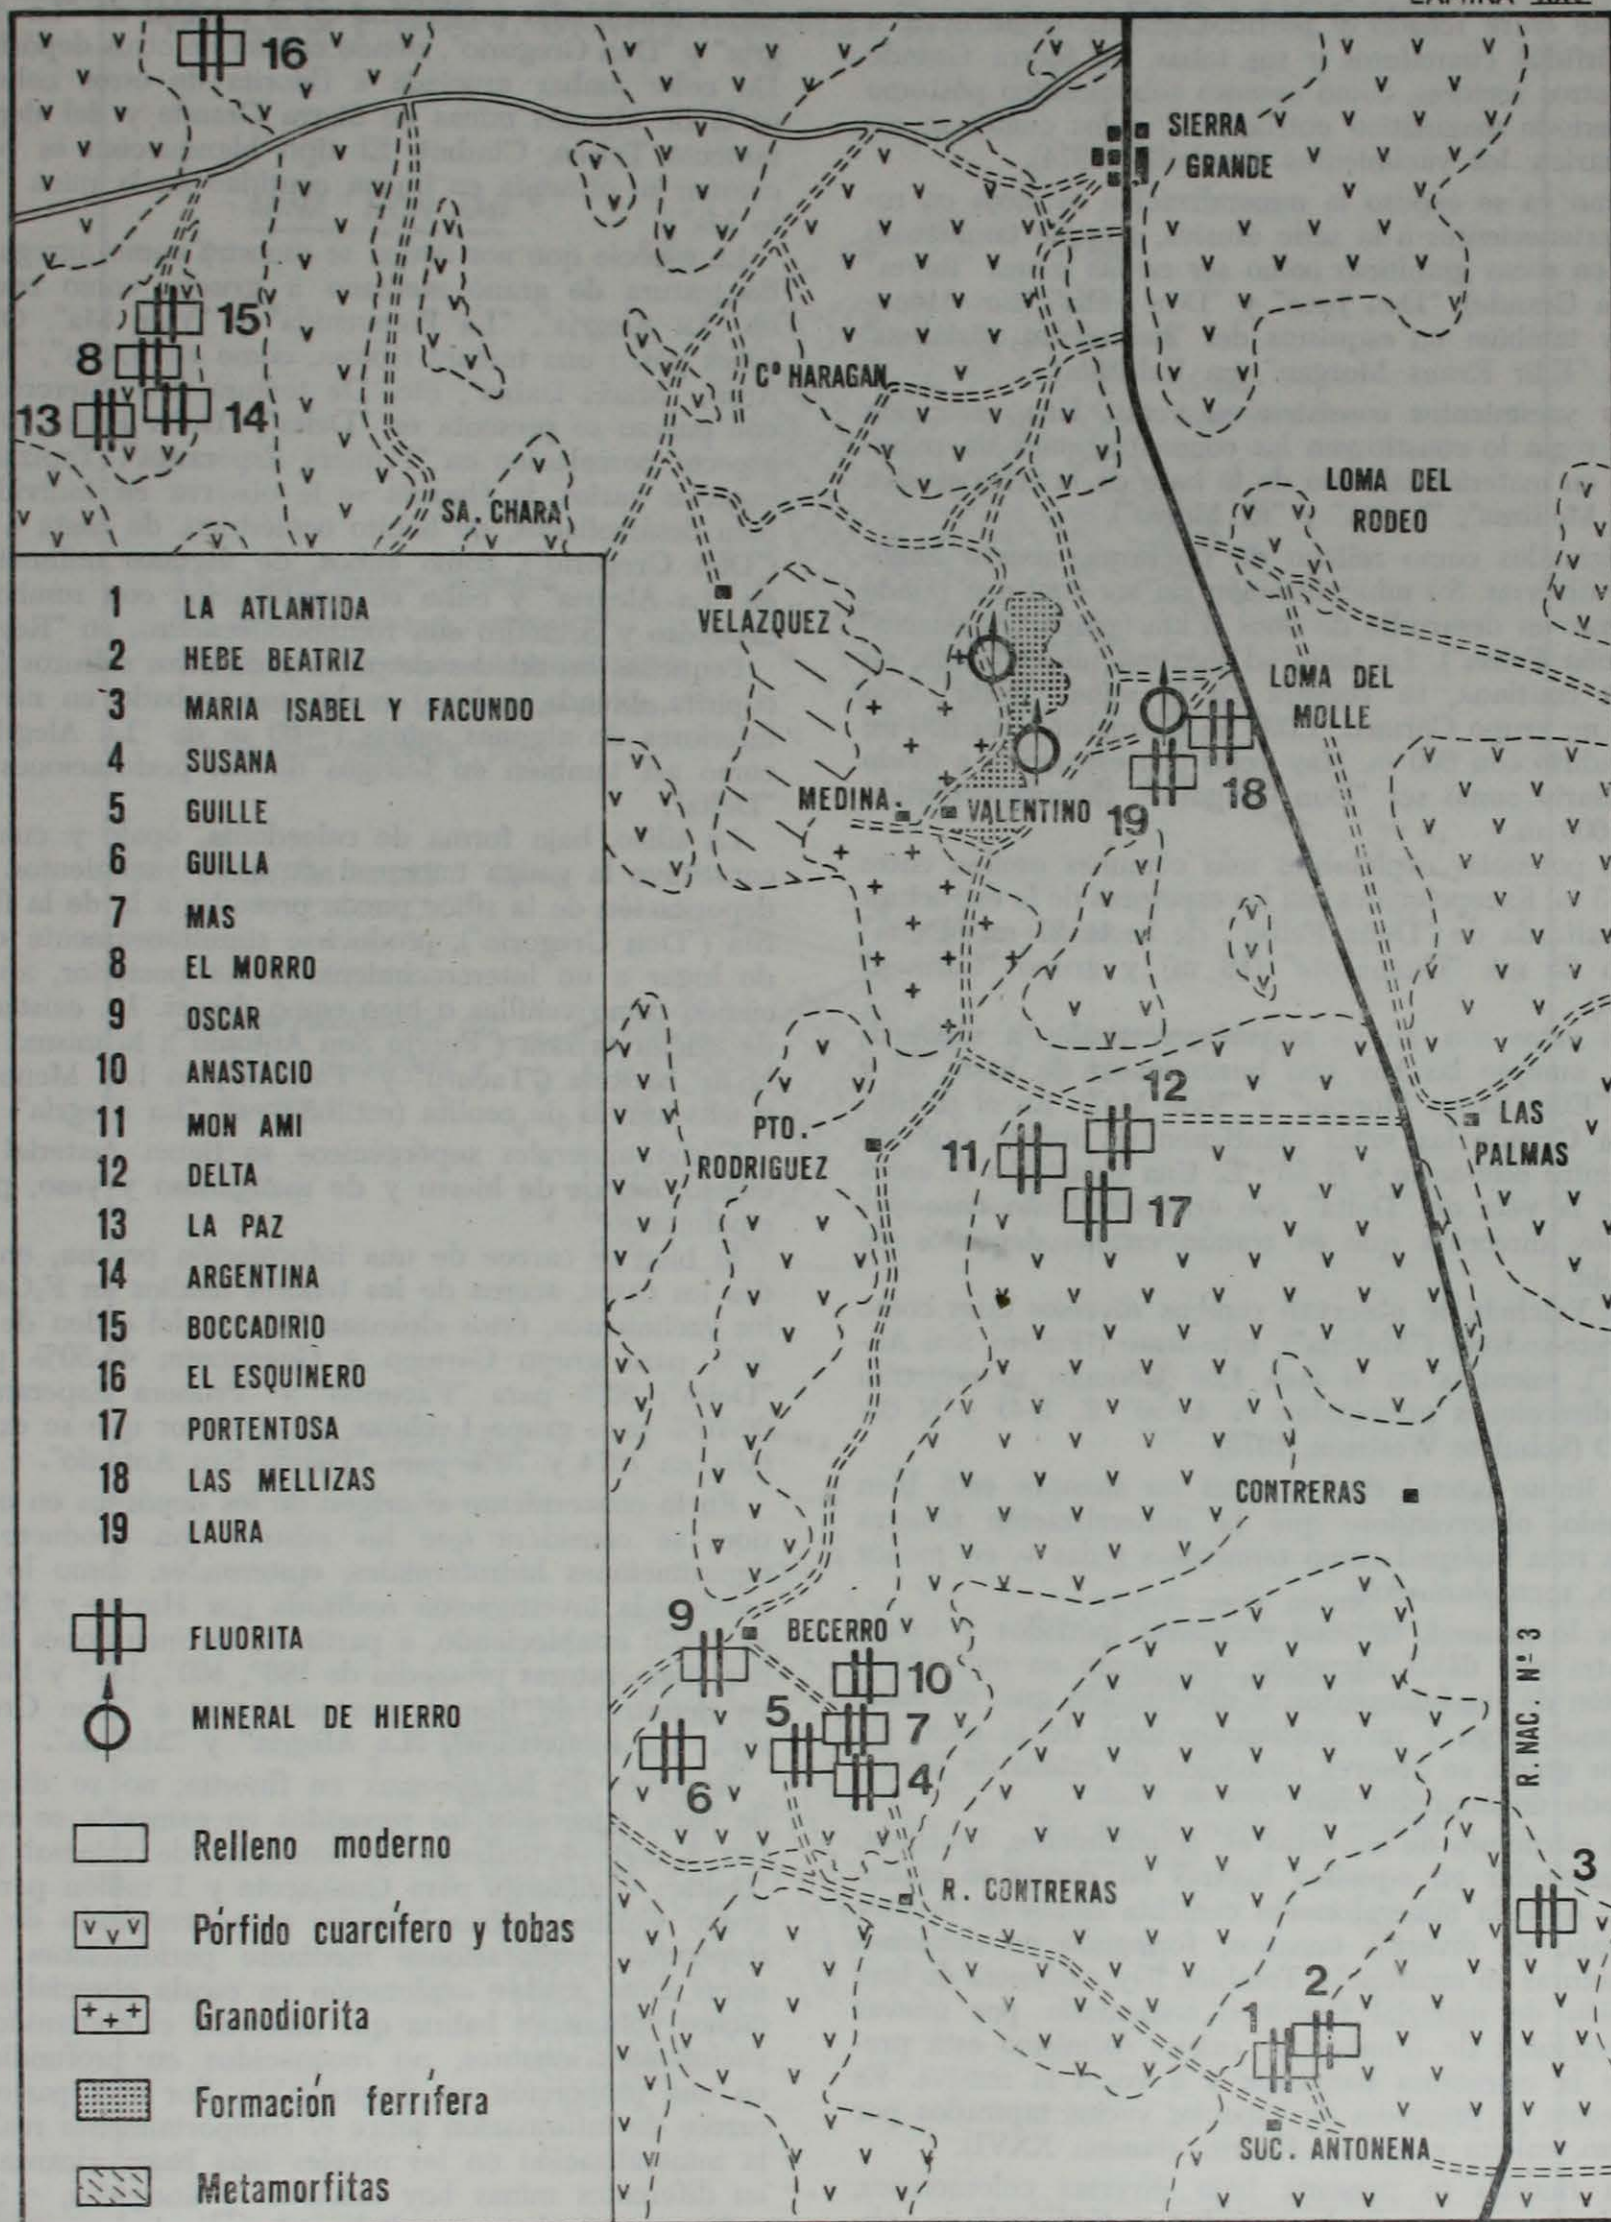 LAMINA
16
SIERRA
GRANDE
15
8
13
14
Cº HARAGAN
SA. CHARA
LOMA DEL
RODEO
VELAZQUEZ
LOMA DEL
MOLLE
MEDINA.
VALENTINO
19
18
1 LA ATLANTIDA
2 HEBE BEATRIZ
3 MARIA ISABEL Y FACUNDO
4 SUSANA
5 GUILLE
6 GUILLA
7 MAS
8 EL MORRO
9 OSCAR
10 ANASTACIO
11 MON AMI
12 DELTA
13 LA PAZ
14 ARGENTINA
15 BOCCADIRIO
16 EL ESQUINERO
17 PORTENTOSA
18 LAS MELLIZAS
19 LAURA
FLUORITA
MINERAL DE HIERRO
Relleno moderno
Pórfido cuarcífero y tobas
Granodiorita
Formación ferrífera
Metamorfitas
12
PTO.
RODRIGUEZ
11
17
LAS
PALMAS
CONTRERAS
9
BECERRO
10
5
7
6
4
R. NAC. Nº 3
R. CONTRERAS
3
2
1
SUC. ANTONENA